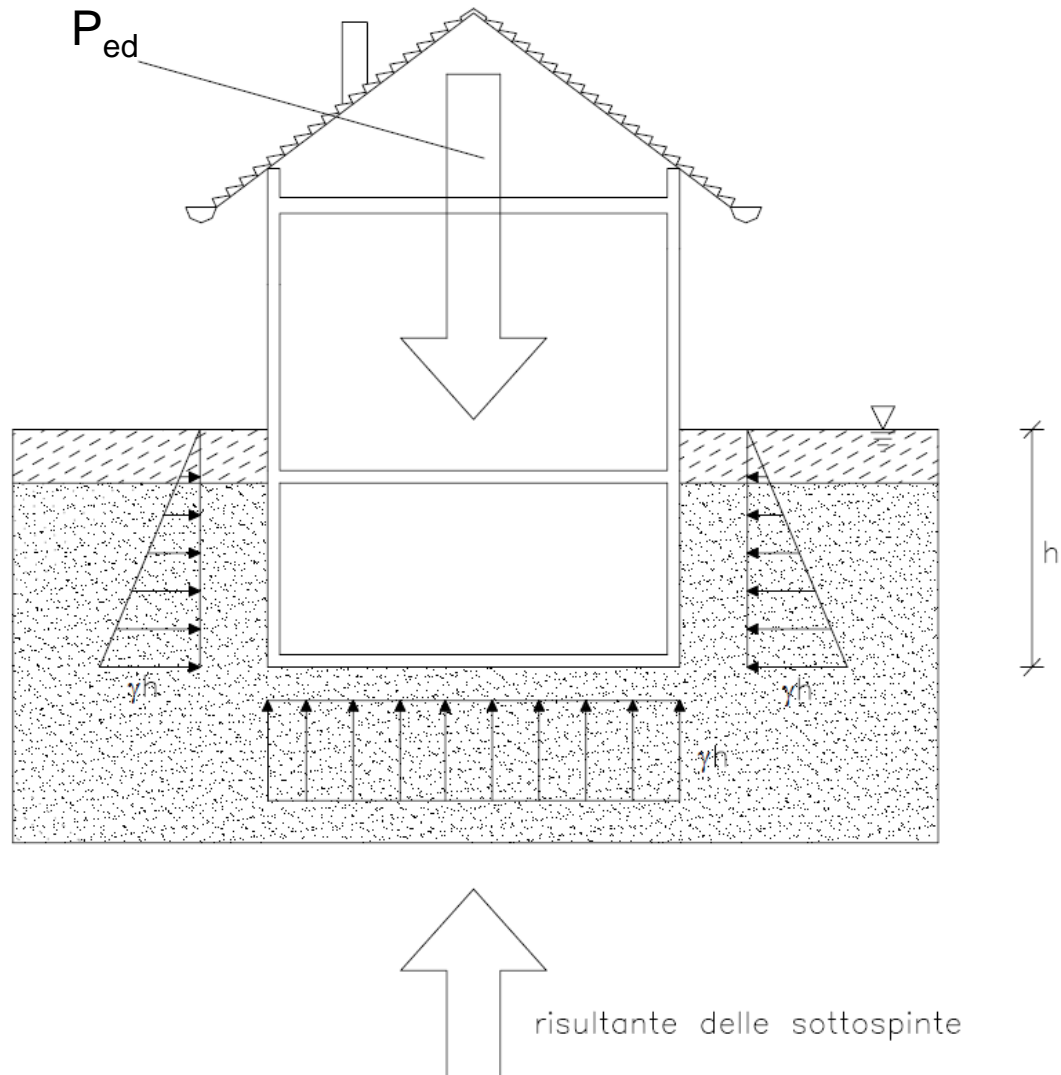 P_ed
h
γh
γh
γh
risultante delle sottospinte